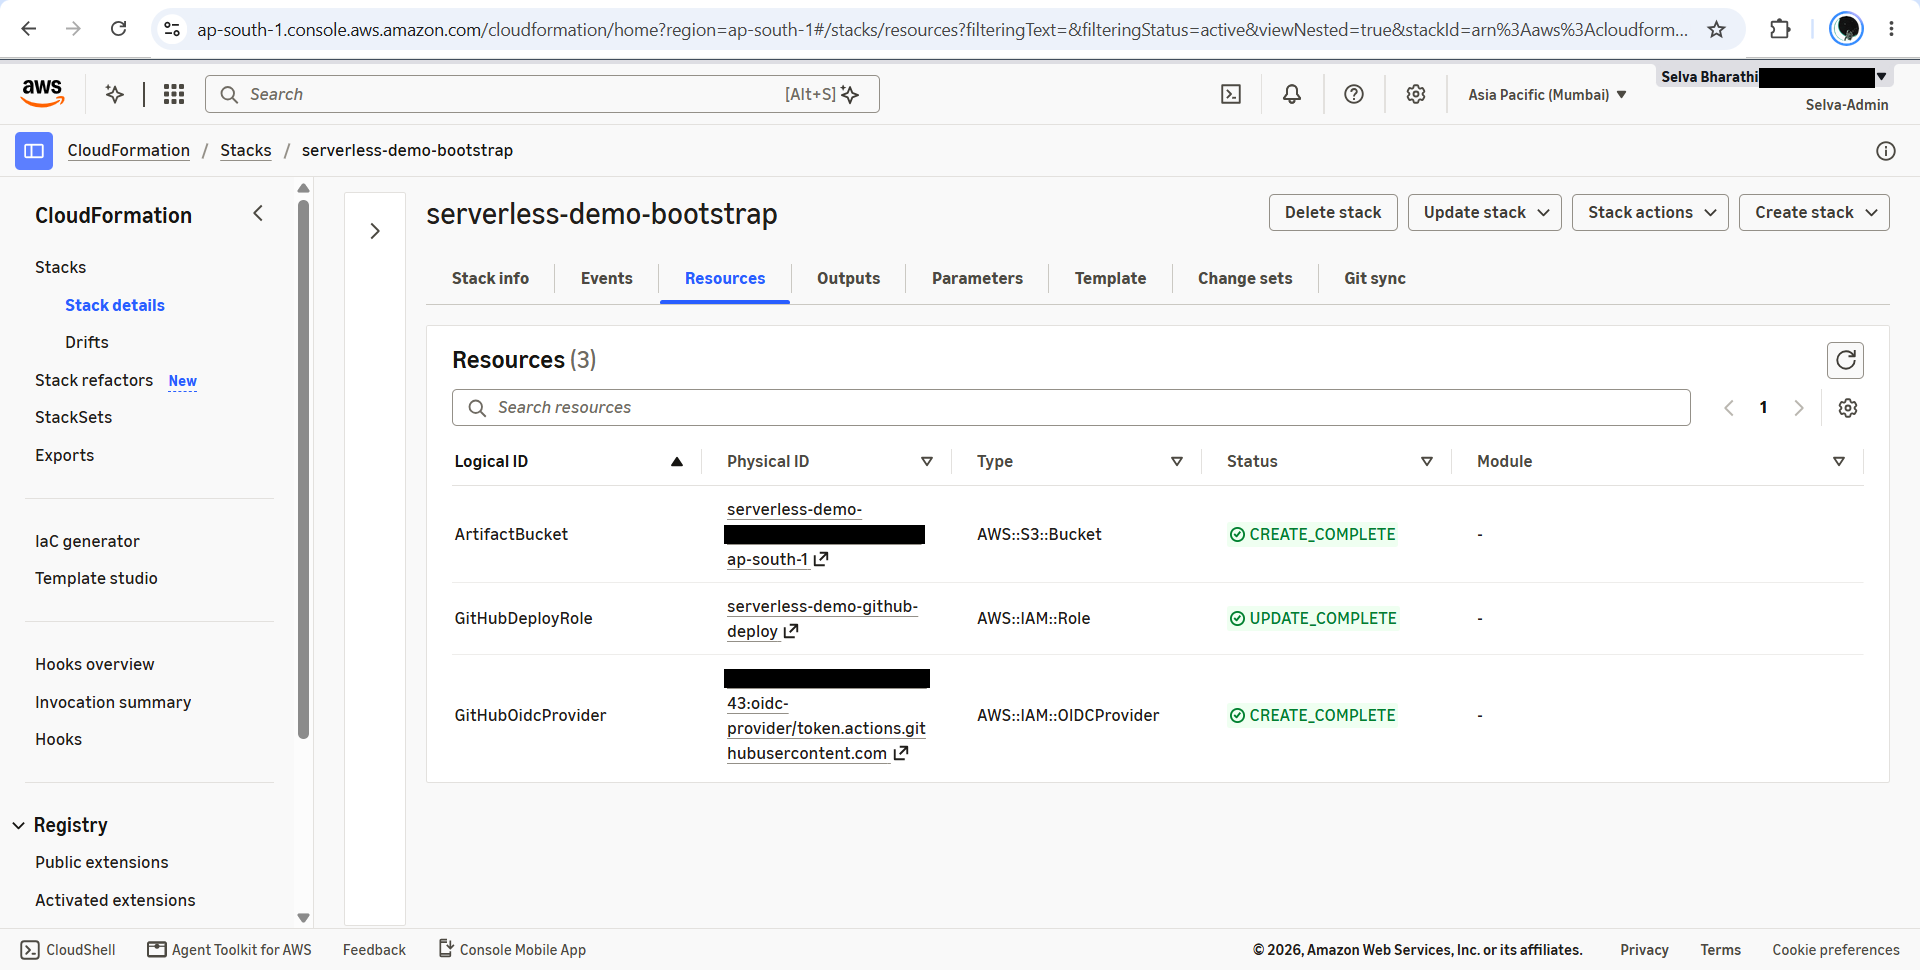 ap-south-1.console.aws.amazon.com/cloudformation/home?region=ap-south-1#/stacks/resources?filteringText=&filteringStatus=active&viewNested=true&stackId=arn%3Aaws%3Acloudform...
aws
Search
[Alt+S]
Asia Pacific (Mumbai)
Selva Bharathi
Selva-Admin
CloudFormation / Stacks / serverless-demo-bootstrap
CloudFormation
Stacks
Stack details
Drifts
Stack refactors New
StackSets
Exports
IaC generator
Template studio
Hooks overview
Invocation summary
Hooks
Registry
Public extensions
Activated extensions
serverless-demo-bootstrap
Delete stack
Update stack
Stack actions
Create stack
Stack info
Events
Resources
Outputs
Parameters
Template
Change sets
Git sync
Resources (3)
Search resources
1
Logical ID
Physical ID
Type
Status
Module
ArtifactBucket
serverless-demo-
ap-south-1
AWS::S3::Bucket
CREATE_COMPLETE
-
GitHubDeployRole
serverless-demo-github-
deploy
AWS::IAM::Role
UPDATE_COMPLETE
-
GitHubOidcProvider
43:oidc-
provider/token.actions.git
hubusercontent.com
AWS::IAM::OIDCProvider
CREATE_COMPLETE
-
CloudShell
Agent Toolkit for AWS
Feedback
Console Mobile App
© 2026, Amazon Web Services, Inc. or its affiliates.
Privacy
Terms
Cookie preferences